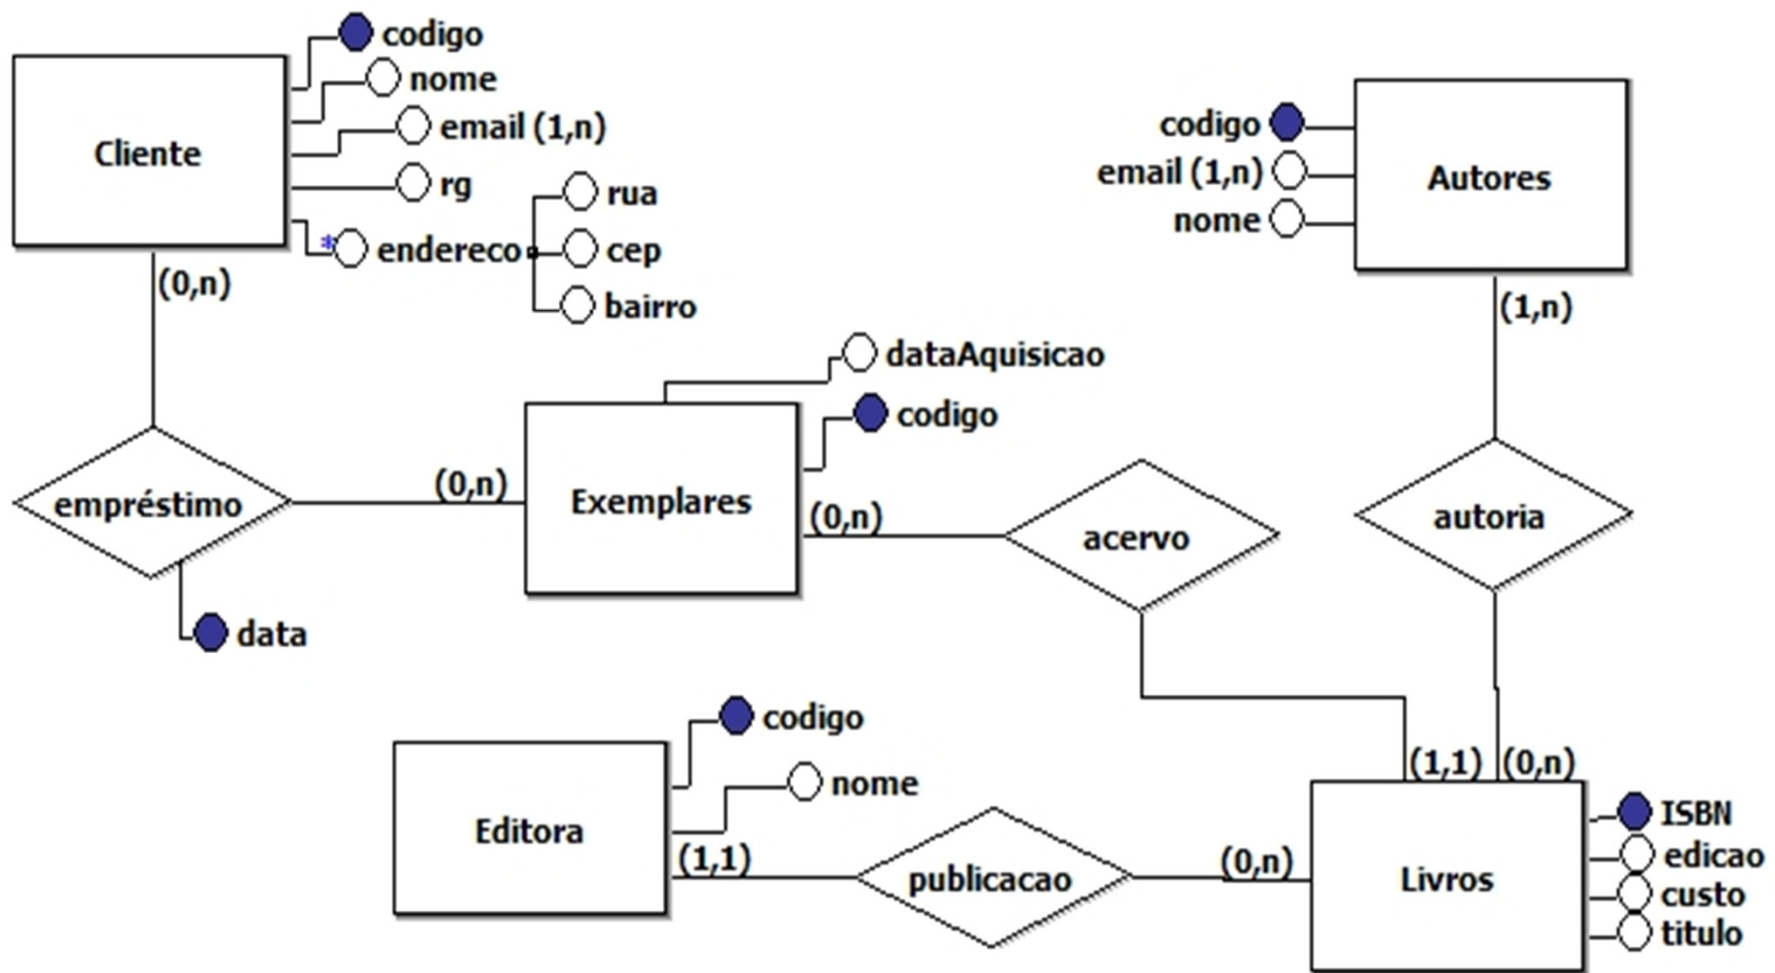 Cliente
codigo
nome
email (1,n)
rg
*
endereco
rua
cep
bairro
(0,n)
empréstimo
data
(0,n)
Exemplares
dataAquisicao
codigo
(0,n)
acervo
(1,1)
codigo
email (1,n)
nome
Autores
(1,n)
autoria
(0,n)
Editora
codigo
nome
(1,1)
publicacao
(0,n)
Livros
ISBN
edicao
custo
titulo